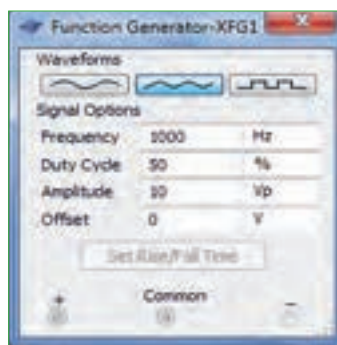 Function Generator-XFG1
Waveforms
Signal Options
Frequency 1000 Hz
Duty Cycle 50 %
Amplitude 10 Vp
Offset 0 V
Set Rise/Fall Time
+ Common −